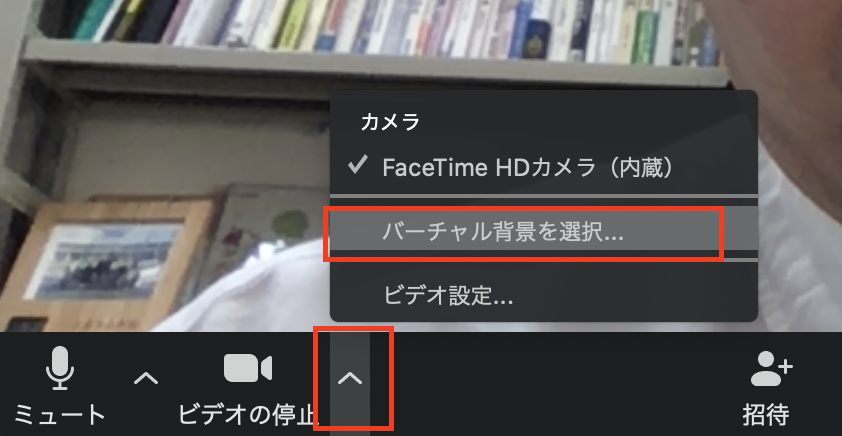 カメラ
FaceTime HDカメラ（内蔵）
バーチャル背景を選択...
ビデオ設定...
ミュート
ビデオの停止
招待